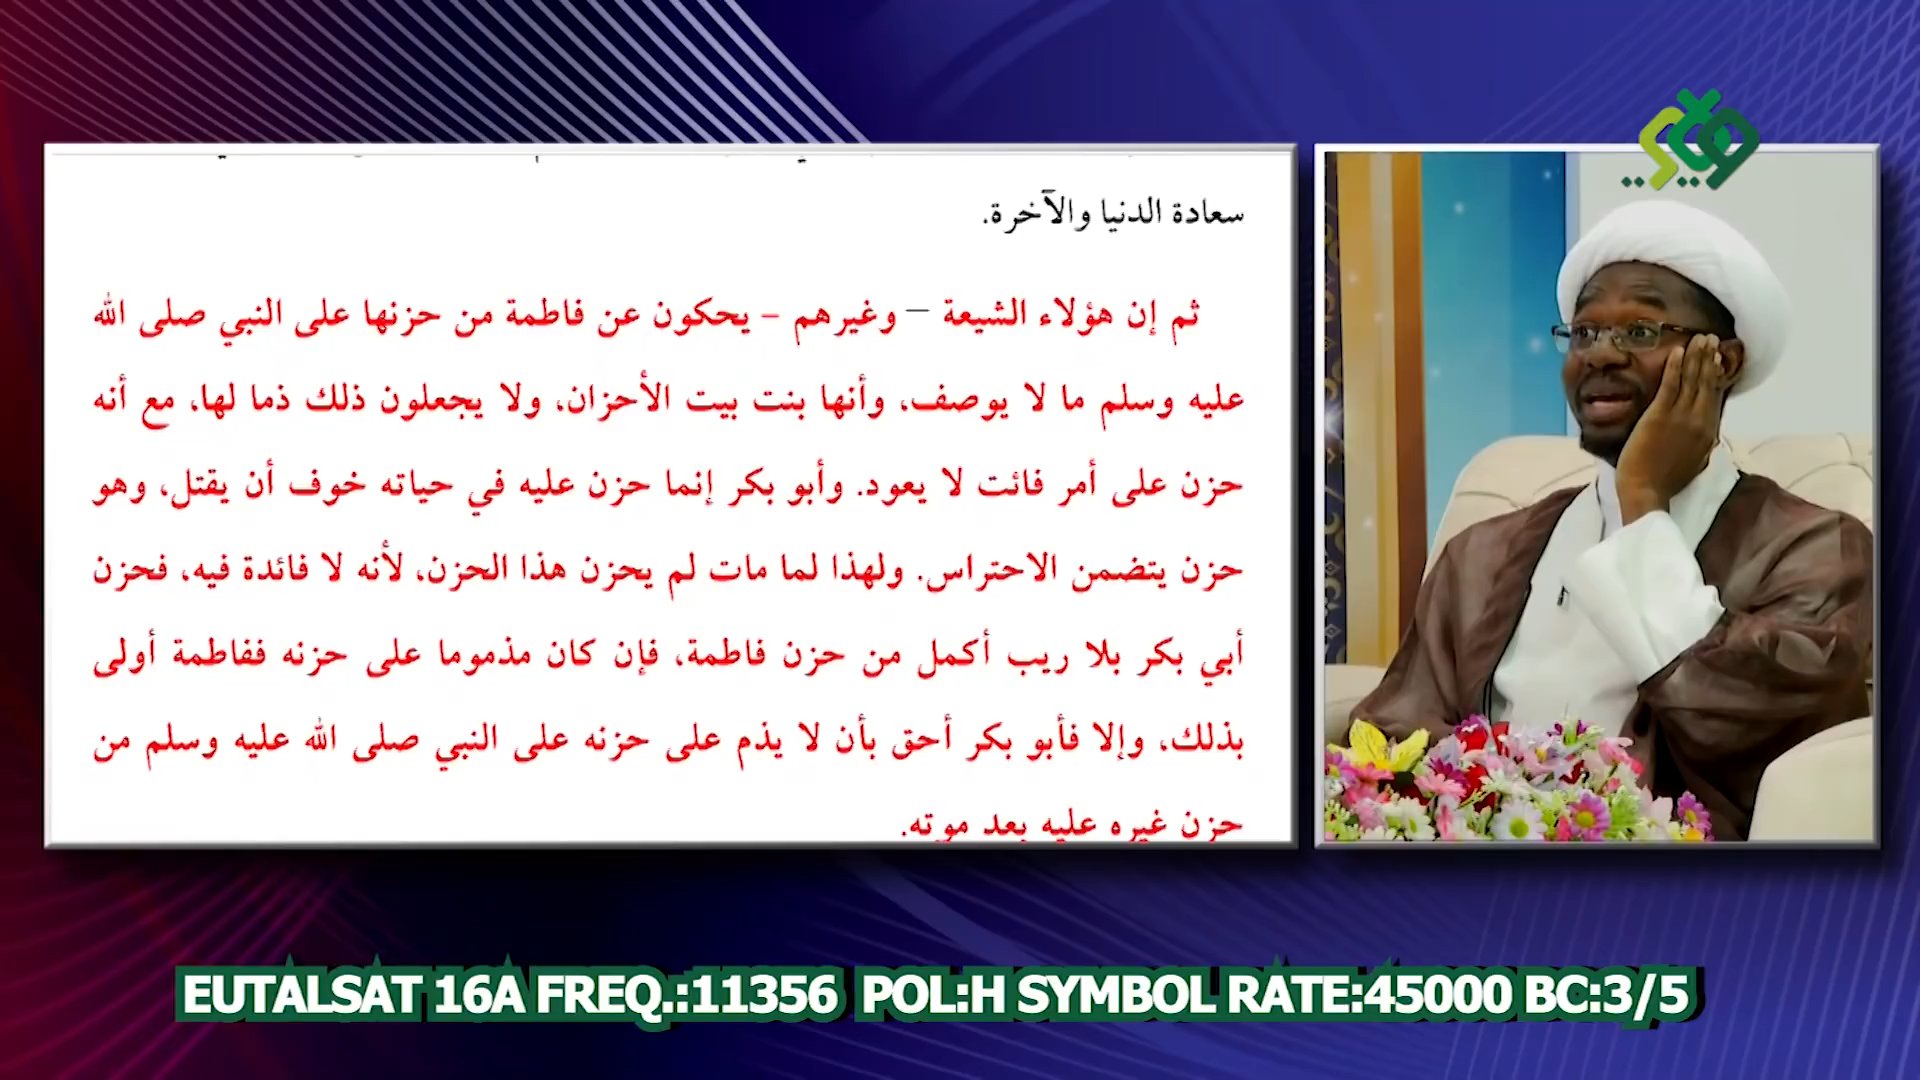 سعادة الدنيا والآخرة.
ثم إن هؤلاء الشيعة – وغيرهم – يحكون عن فاطمة من حزنها على النبي صلى الله
عليه وسلم ما لا يوصف، وأنها بنت بيت الأحزان، ولا يجعلون ذلك ذما لها، مع أنه
حزن على أمر فائت لا يعود. وأبو بكر إنما حزن عليه في حياته خوف أن يقتل، وهو
حزن يتضمن الاحتراس. ولهذا لما مات لم يحزن هذا الحزن، لأنه لا فائدة فيه، فحزن
أبي بكر بلا ريب أكمل من حزن فاطمة، فإن كان مذموما على حزنه ففاطمة أولى
بذلك، وإلا فأبو بكر أحق بأن لا يذم على حزنه على النبي صلى الله عليه وسلم من
حزن غيره عليه بعد موته.
EUTALSAT 16A FREQ.:11356 POL:H SYMBOL RATE:45000 BC:3/5